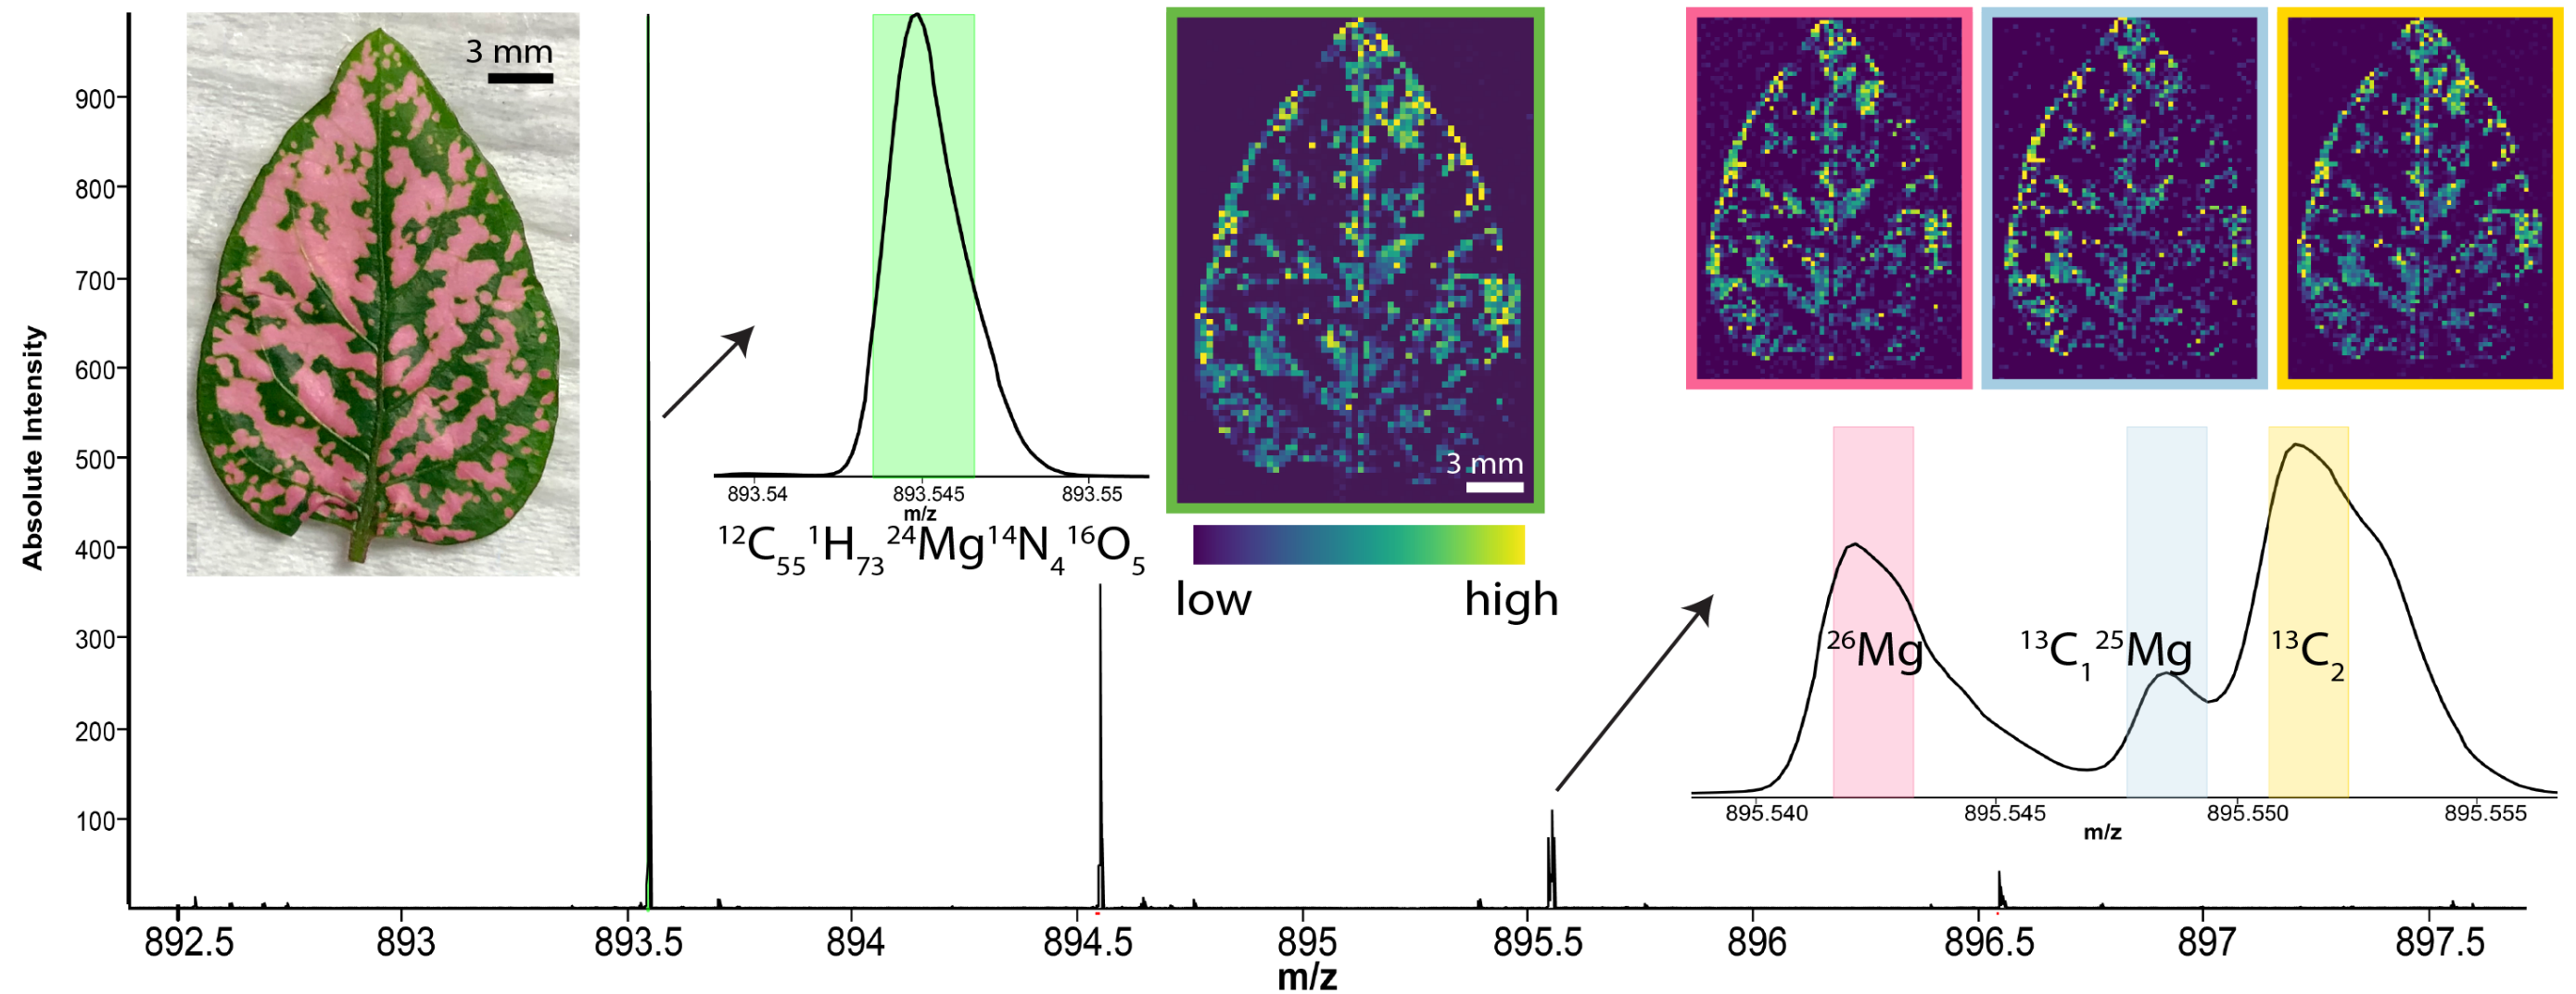 Absolute Intensity
900
800
700
600
500
400
300
200
100
3 mm
893.54 893.545 893.55
m/z
¹²C₅₅¹H₇₃²⁴Mg¹⁴N₄¹⁶O₅
3 mm
low high
²⁶Mg ¹³C₁²⁵Mg ¹³C₂
895.540 895.545 895.550 895.555
m/z
892.5 893 893.5 894 894.5 895 895.5 896 896.5 897 897.5
m/z